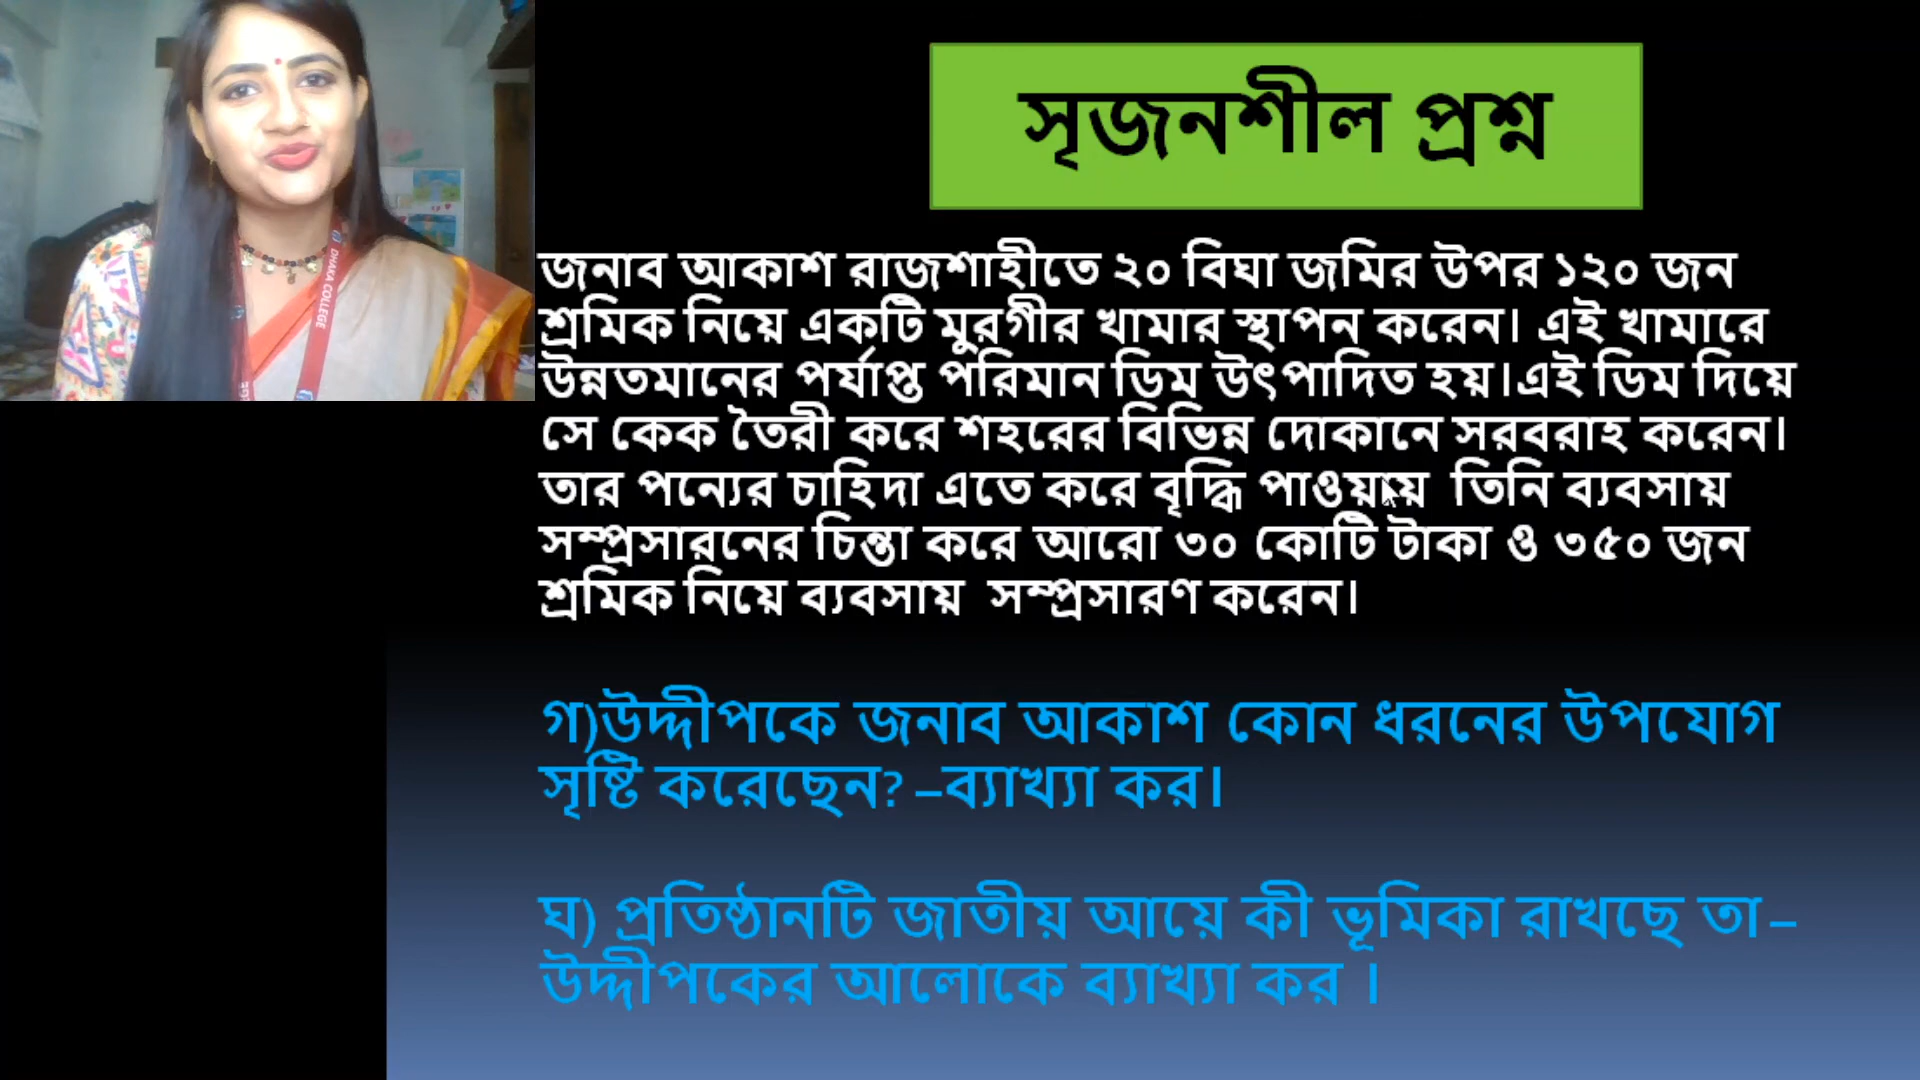 সৃজনশীল প্রশ্ন
DHAKA COLLEGE
জনাব আকাশ রাজশাহীতে ২০ বিঘা জমির উপর ১২০ জন
শ্রমিক নিয়ে একটি মুরগীর খামার স্থাপন করেন। এই খামারে
উন্নতমানের পর্যাপ্ত পরিমান ডিম উৎপাদিত হয়।এই ডিম দিয়ে
সে কেক তৈরী করে শহরের বিভিন্ন দোকানে সরবরাহ করেন।
তার পন্যের চাহিদা এতে করে বৃদ্ধি পাওয়ায় তিনি ব্যবসায়
সম্প্রসারনের চিন্তা করে আরো ৩০ কোটি টাকা ও ৩৫০ জন
শ্রমিক নিয়ে ব্যবসায় সম্প্রসারণ করেন।
গ)উদ্দীপকে জনাব আকাশ কোন ধরনের উপযোগ
সৃষ্টি করেছেন? –ব্যাখ্যা কর।
ঘ) প্রতিষ্ঠানটি জাতীয় আয়ে কী ভূমিকা রাখছে তা–
উদ্দীপকের আলোকে ব্যাখ্যা কর ।